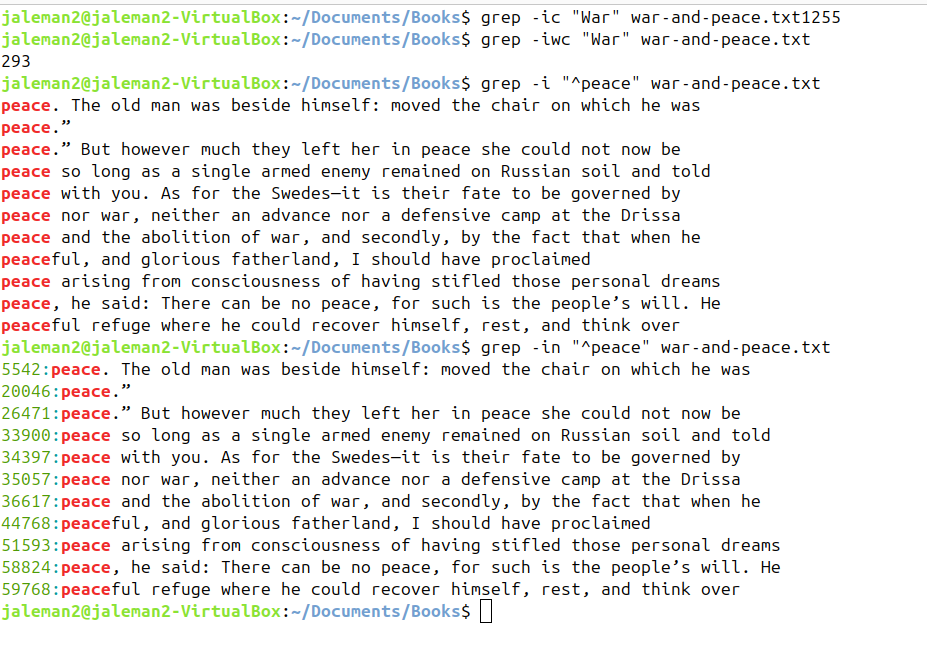 jaleman2@jaleman2-VirtualBox:~/Documents/Books$ grep -ic "War" war-and-peace.txt1255
jaleman2@jaleman2-VirtualBox:~/Documents/Books$ grep -iwc "War" war-and-peace.txt
293
jaleman2@jaleman2-VirtualBox:~/Documents/Books$ grep -i "^peace" war-and-peace.txt
peace. The old man was beside himself: moved the chair on which he was
peace.”
peace.” But however much they left her in peace she could not now be
peace so long as a single armed enemy remained on Russian soil and told
peace with you. As for the Swedes—it is their fate to be governed by
peace nor war, neither an advance nor a defensive camp at the Drissa
peace and the abolition of war, and secondly, by the fact that when he
peaceful, and glorious fatherland, I should have proclaimed
peace arising from consciousness of having stifled those personal dreams
peace, he said: There can be no peace, for such is the people’s will. He
peaceful refuge where he could recover himself, rest, and think over
jaleman2@jaleman2-VirtualBox:~/Documents/Books$ grep -in "^peace" war-and-peace.txt
5542:peace. The old man was beside himself: moved the chair on which he was
20046:peace.”
26471:peace.” But however much they left her in peace she could not now be
33900:peace so long as a single armed enemy remained on Russian soil and told
34397:peace with you. As for the Swedes—it is their fate to be governed by
35057:peace nor war, neither an advance nor a defensive camp at the Drissa
36617:peace and the abolition of war, and secondly, by the fact that when he
44768:peaceful, and glorious fatherland, I should have proclaimed
51593:peace arising from consciousness of having stifled those personal dreams
58824:peace, he said: There can be no peace, for such is the people’s will. He
59768:peaceful refuge where he could recover himself, rest, and think over
jaleman2@jaleman2-VirtualBox:~/Documents/Books$